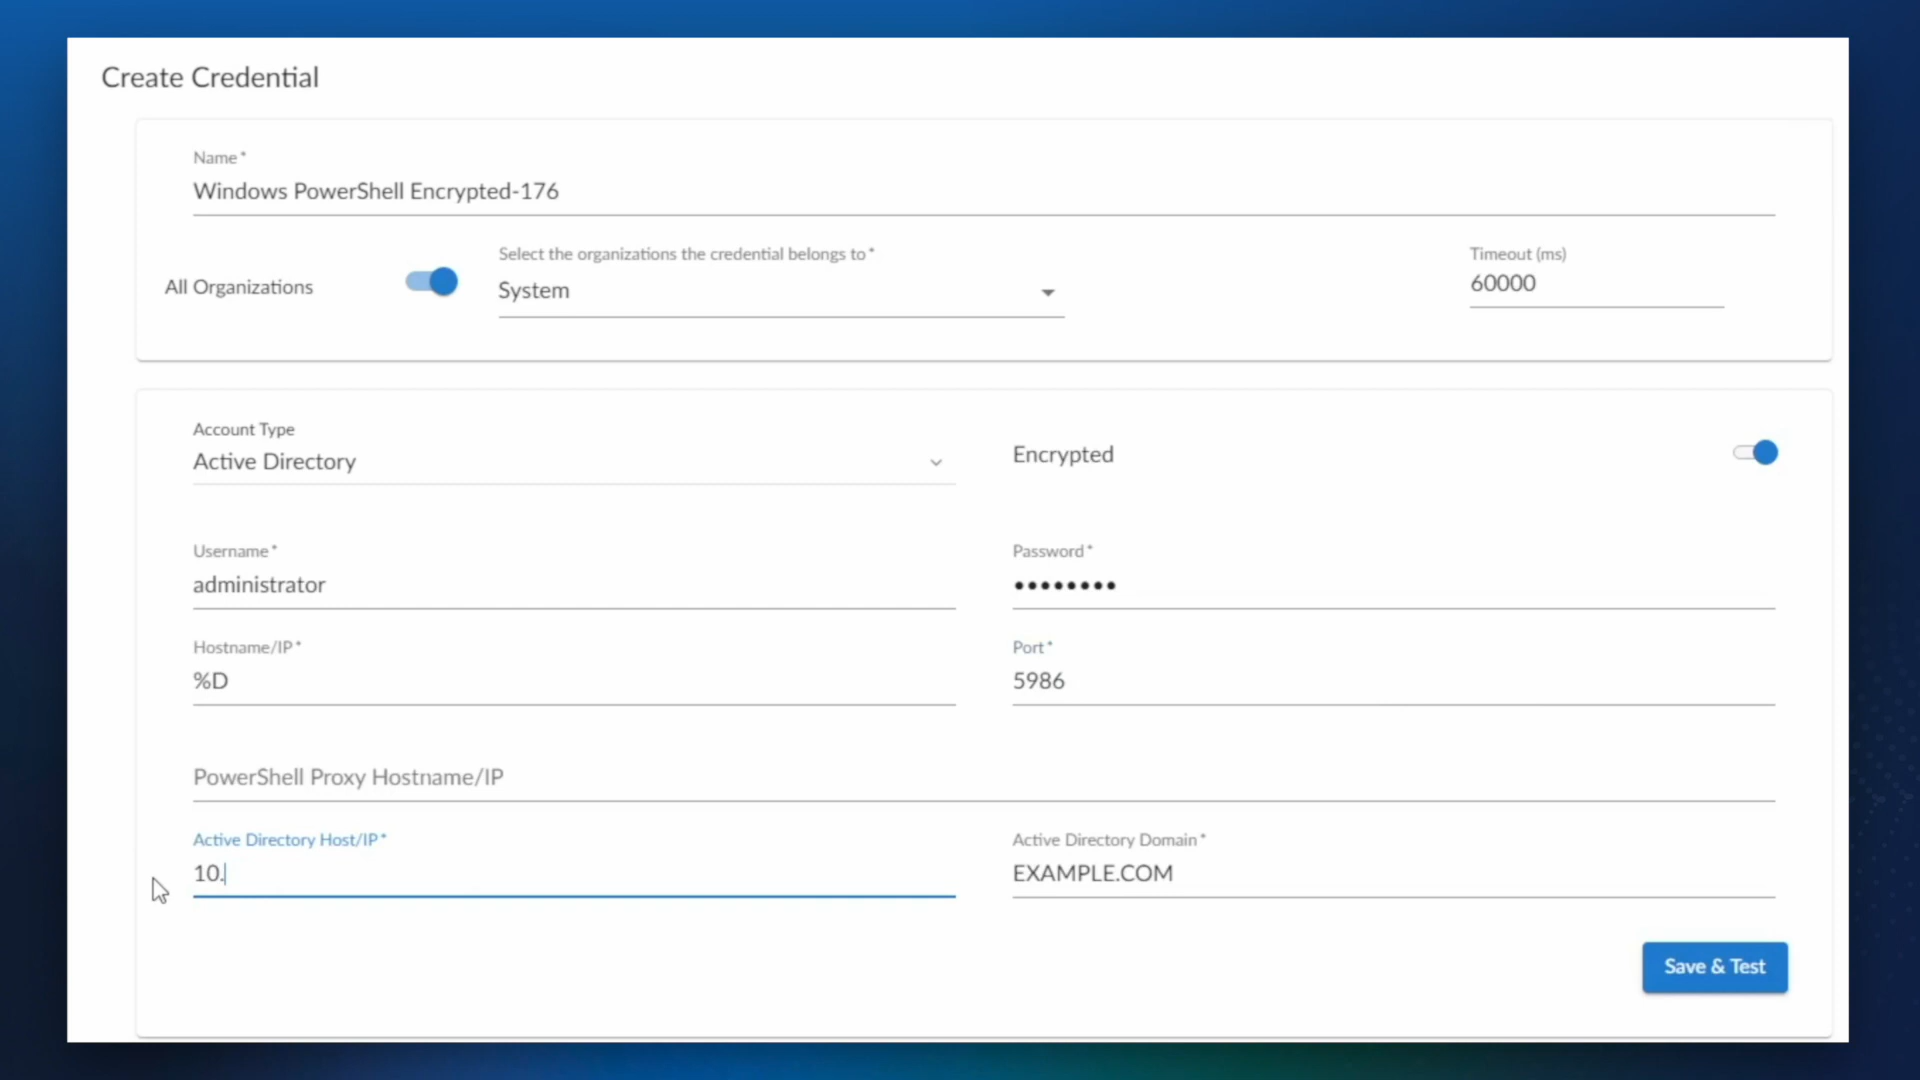 Create Credential
Name *
Windows PowerShell Encrypted-176
All Organizations
Select the organizations the credential belongs to *
System
Timeout (ms)
60000
Account Type
Active Directory
Encrypted
Username *
administrator
Password *
••••••••
Hostname/IP *
%D
Port *
5986
PowerShell Proxy Hostname/IP
Active Directory Host/IP *
10.
Active Directory Domain *
EXAMPLE.COM
Save & Test